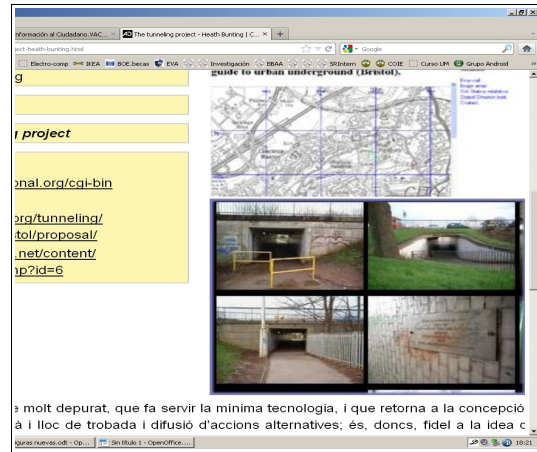 nformación al Ciudadano.VAC...
The tunneling project - Heath Bunting | C...
ject-heath-bunting.html
Google
Electro-comp
IKEA
BOE.becas
EVA
Investigación
BBAA
SRIntern
COIE
Curso UM
Grupo Android
g
guide to urban underground (Bristol).
g project
onal.org/cgi-bin
org/tunneling/
stol/proposal/
.net/content/
np?id=6
e molt depurat, que fa servir la mínima tecnologia, i que retorna a la concepció
à i lloc de trobada i difusió d'accions alternatives; és, doncs, fidel a la idea c
iguras nuevas.odt - Op...
Sin título 1 - OpenOffice....
18:21